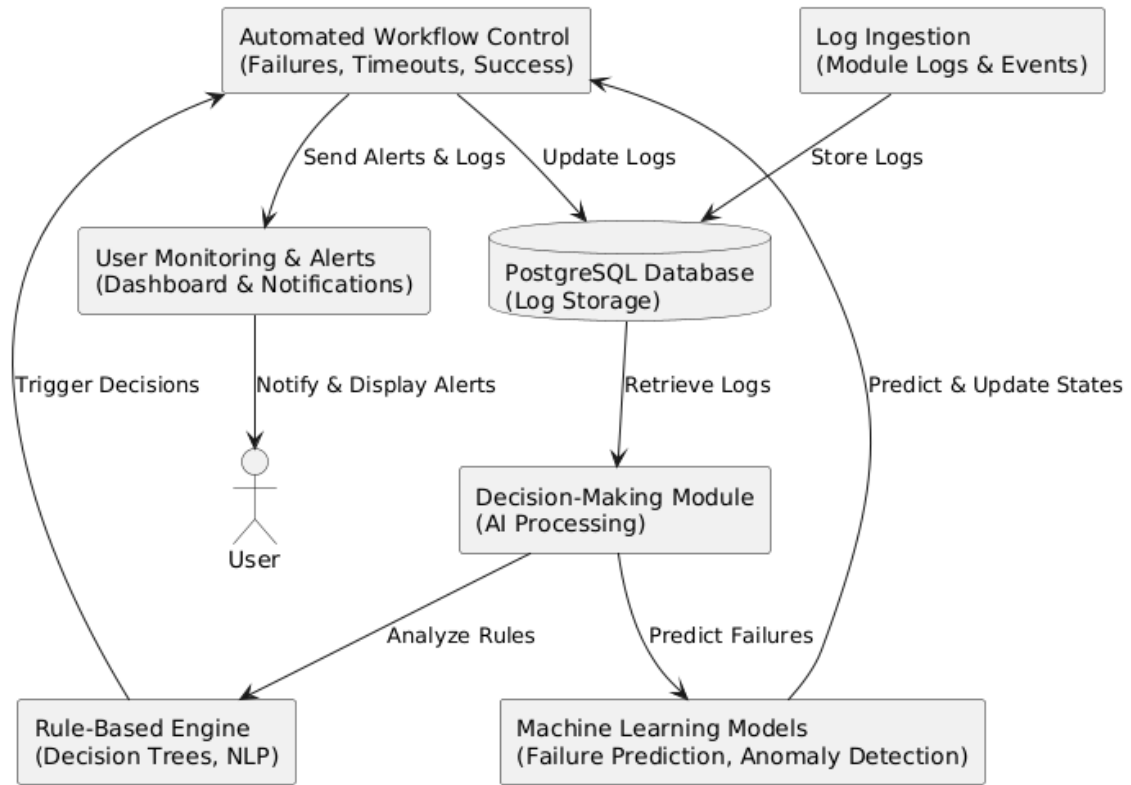 Automated Workflow Control
(Failures, Timeouts, Success)
Log Ingestion
(Module Logs & Events)
Send Alerts & Logs
Update Logs
Store Logs
User Monitoring & Alerts
(Dashboard & Notifications)
PostgreSQL Database
(Log Storage)
Trigger Decisions
Notify & Display Alerts
Retrieve Logs
Predict & Update States
Decision-Making Module
(AI Processing)
User
Analyze Rules
Predict Failures
Rule-Based Engine
(Decision Trees, NLP)
Machine Learning Models
(Failure Prediction, Anomaly Detection)